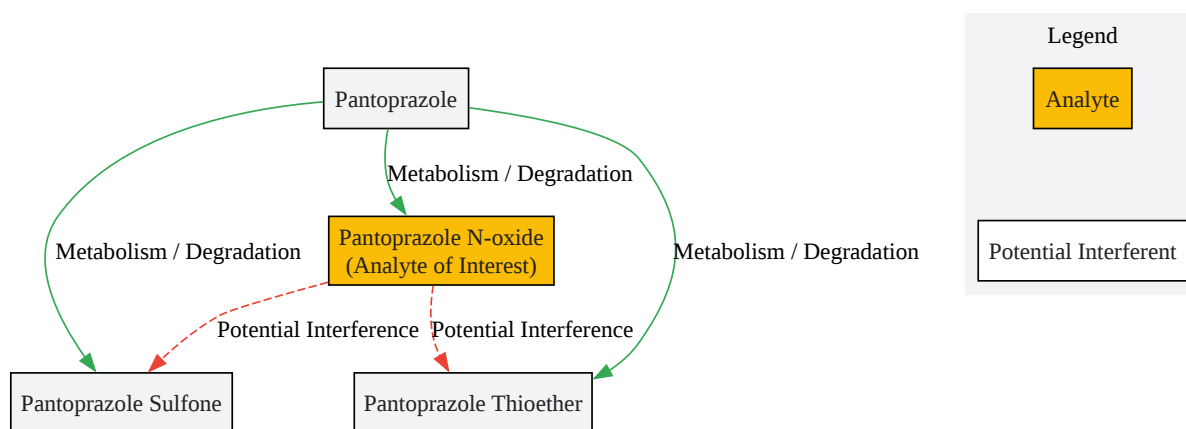 Legend
Pantoprazole
Analyte
Metabolism / Degradation
Pantoprazole N-oxide
(Analyte of Interest)
Metabolism / Degradation
Metabolism / Degradation
Potential Interferent
Potential Interference
Potential Interference
Pantoprazole Sulfone
Pantoprazole Thioether